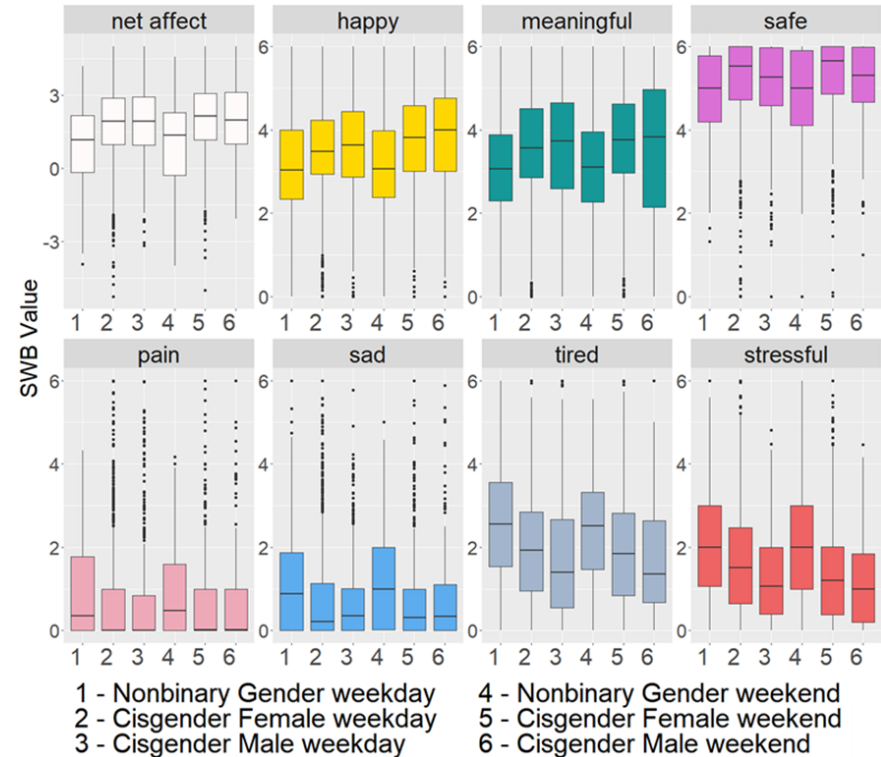 net affect happy meaningful safe
6 6 6
3 4 4 4
0 2 2 2
-3 0 0 0
1 2 3 4 5 6 1 2 3 4 5 6 1 2 3 4 5 6 1 2 3 4 5 6
SWB Value
pain sad tired stressful
6 6 6 6
4 4 4 4
2 2 2 2
0 0 0 0
1 2 3 4 5 6 1 2 3 4 5 6 1 2 3 4 5 6 1 2 3 4 5 6
1 - Nonbinary Gender weekday 4 - Nonbinary Gender weekend
2 - Cisgender Female weekday 5 - Cisgender Female weekend
3 - Cisgender Male weekday 6 - Cisgender Male weekend